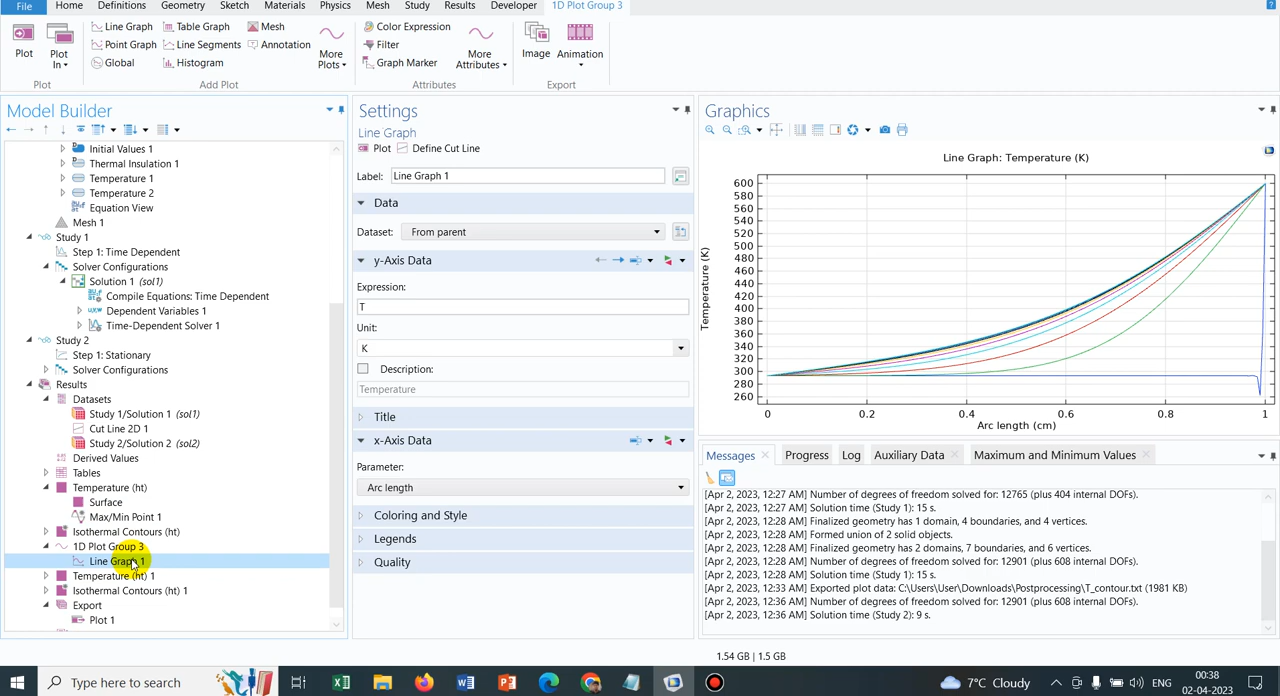 File Home Definitions Geometry Sketch Materials Physics Mesh Study Results Developer 1D Plot Group 3
Line Graph Table Graph Mesh Color Expression
Point Graph Line Segments Annotation Filter
Global Histogram Graph Marker
Plot Plot In More Plots More Attributes Image Animation
Plot Add Plot Attributes Export
Model Builder
Initial Values 1
Thermal Insulation 1
Temperature 1
Temperature 2
Equation View
Mesh 1
Study 1
Step 1: Time Dependent
Solver Configurations
Solution 1 (sol1)
Compile Equations: Time Dependent
Dependent Variables 1
Time-Dependent Solver 1
Study 2
Step 1: Stationary
Solver Configurations
Results
Datasets
Study 1/Solution 1 (sol1)
Cut Line 2D 1
Study 2/Solution 2 (sol2)
Derived Values
Tables
Temperature (ht)
Surface
Max/Min Point 1
Isothermal Contours (ht)
1D Plot Group 3
Line Graph 1
Temperature (ht) 1
Isothermal Contours (ht) 1
Export
Plot 1
Settings
Line Graph
Plot Define Cut Line
Label: Line Graph 1
Data
Dataset: From parent
y-Axis Data
Expression:
T
Unit:
K
Description:
Temperature
Title
x-Axis Data
Parameter:
Arc length
Coloring and Style
Legends
Quality
Graphics
Line Graph: Temperature (K)
Temperature (K)
600
580
560
540
520
500
480
460
440
420
400
380
360
340
320
300
280
260
0 0.2 0.4 0.6 0.8 1
Arc length (cm)
Messages Progress Log Auxiliary Data Maximum and Minimum Values
[Apr 2, 2023, 12:27 AM] Number of degrees of freedom solved for: 12765 (plus 404 internal DOFs).
[Apr 2, 2023, 12:27 AM] Solution time (Study 1): 15 s.
[Apr 2, 2023, 12:28 AM] Finalized geometry has 1 domain, 4 boundaries, and 4 vertices.
[Apr 2, 2023, 12:28 AM] Formed union of 2 solid objects.
[Apr 2, 2023, 12:28 AM] Finalized geometry has 2 domains, 7 boundaries, and 6 vertices.
[Apr 2, 2023, 12:28 AM] Number of degrees of freedom solved for: 12901 (plus 608 internal DOFs).
[Apr 2, 2023, 12:28 AM] Solution time (Study 1): 15 s.
[Apr 2, 2023, 12:33 AM] Exported plot data: C:\Users\User\Downloads\Postprocessing\T_contour.txt (1981 KB)
[Apr 2, 2023, 12:36 AM] Number of degrees of freedom solved for: 12901 (plus 608 internal DOFs).
[Apr 2, 2023, 12:36 AM] Solution time (Study 2): 9 s.
1.54 GB | 1.5 GB
Type here to search
7°C Cloudy
ENG
00:38
02-04-2023